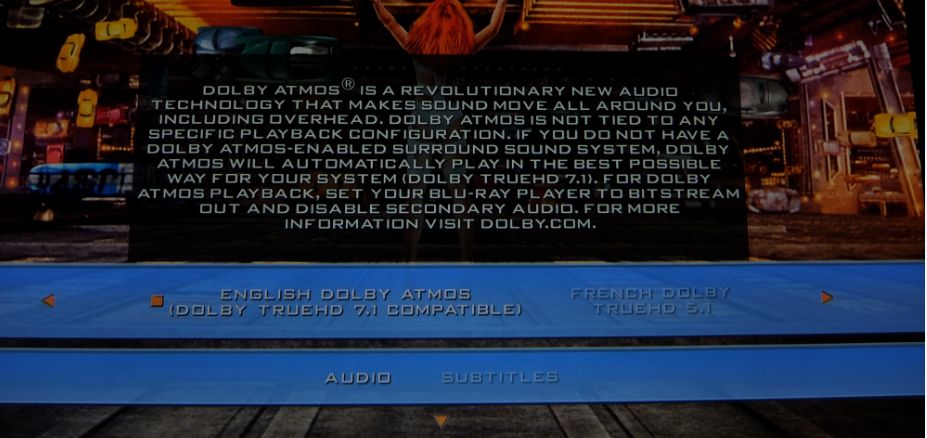 DOLBY ATMOS® IS A REVOLUTIONARY NEW AUDIO
TECHNOLOGY THAT MAKES SOUND MOVE ALL AROUND YOU,
INCLUDING OVERHEAD. DOLBY ATMOS IS NOT TIED TO ANY
SPECIFIC PLAYBACK CONFIGURATION. IF YOU DO NOT HAVE A
DOLBY ATMOS-ENABLED SURROUND SOUND SYSTEM, DOLBY
ATMOS WILL AUTOMATICALLY PLAY IN THE BEST POSSIBLE
WAY FOR YOUR SYSTEM (DOLBY TRUEHD 7.1). FOR DOLBY
ATMOS PLAYBACK, SET YOUR BLU-RAY PLAYER TO BITSTREAM
OUT AND DISABLE SECONDARY AUDIO. FOR MORE
INFORMATION VISIT DOLBY.COM.
ENGLISH DOLBY ATMOS
(DOLBY TRUEHD 7.1 COMPATIBLE)
FRENCH DOLBY
TRUEHD 5.1
AUDIO SUBTITLES